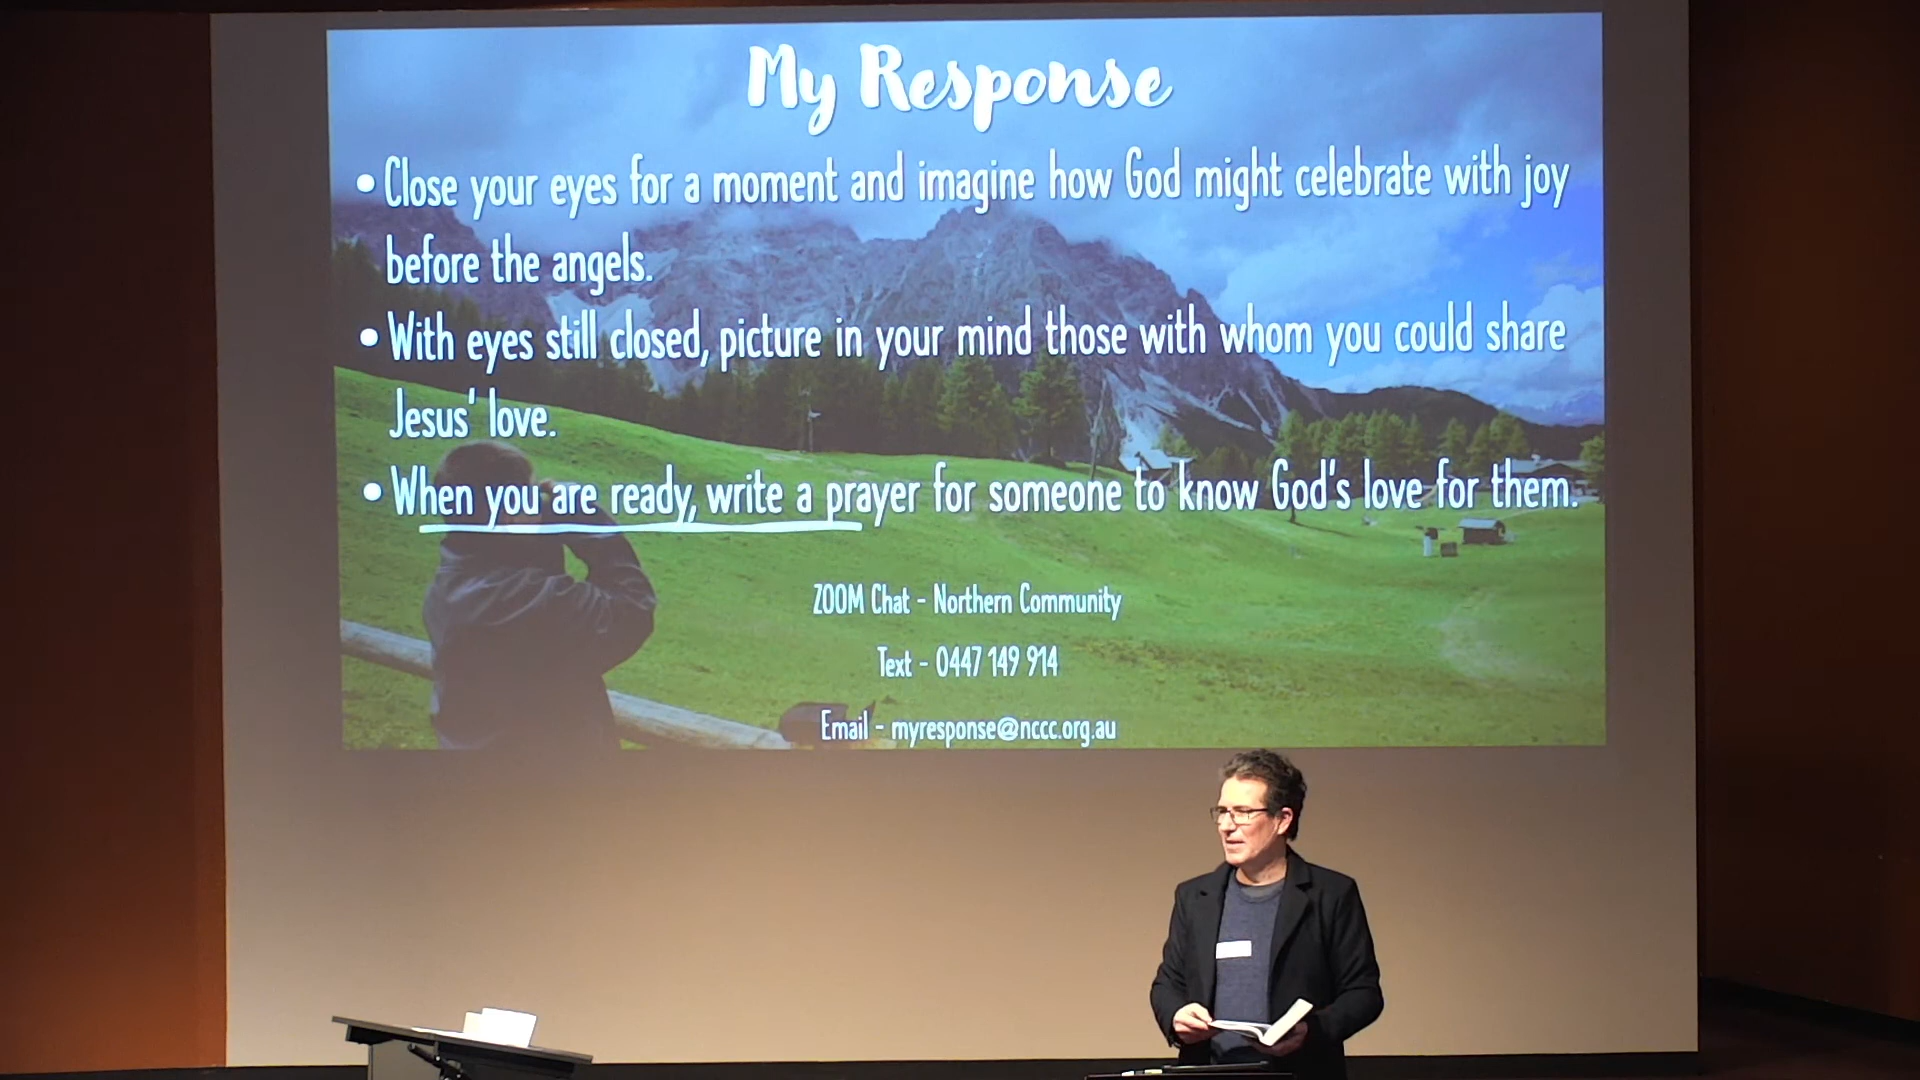 My Response
• Close your eyes for a moment and imagine how God might celebrate with joy
before the angels.
• With eyes still closed, picture in your mind those with whom you could share
Jesus' love.
• When you are ready, write a prayer for someone to know God's love for them.
ZOOM Chat - Northern Community
Text - 0447 149 914
Email - myresponse@nccc.org.au